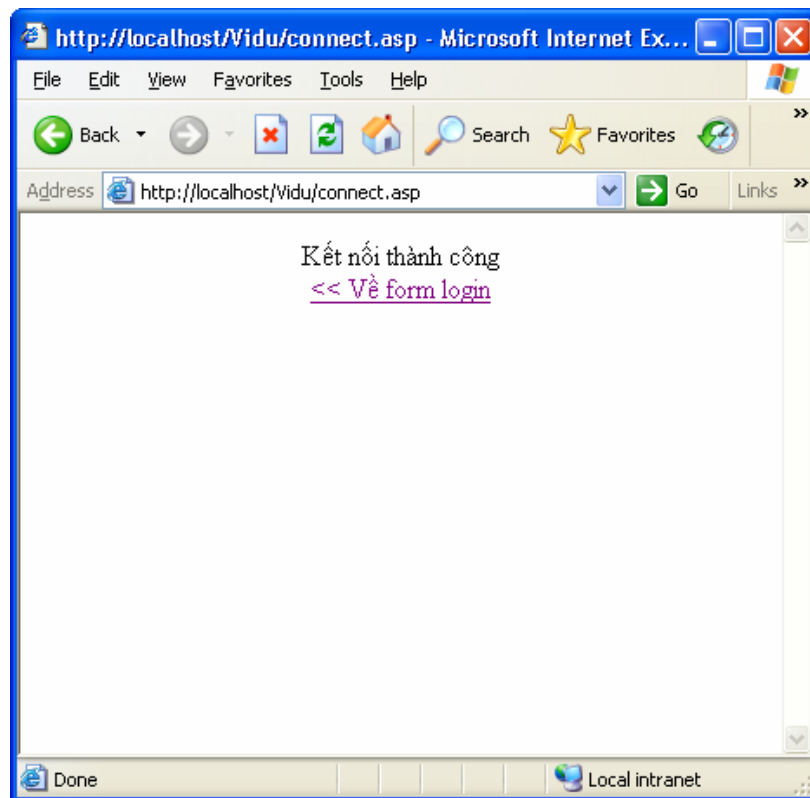 http://localhost/Vidu/connect.asp - Microsoft Internet Ex...
File Edit View Favorites Tools Help
Back Search Favorites »
Address http://localhost/Vidu/connect.asp Go Links »
Kết nối thành công
<< Về form login
Done Local intranet